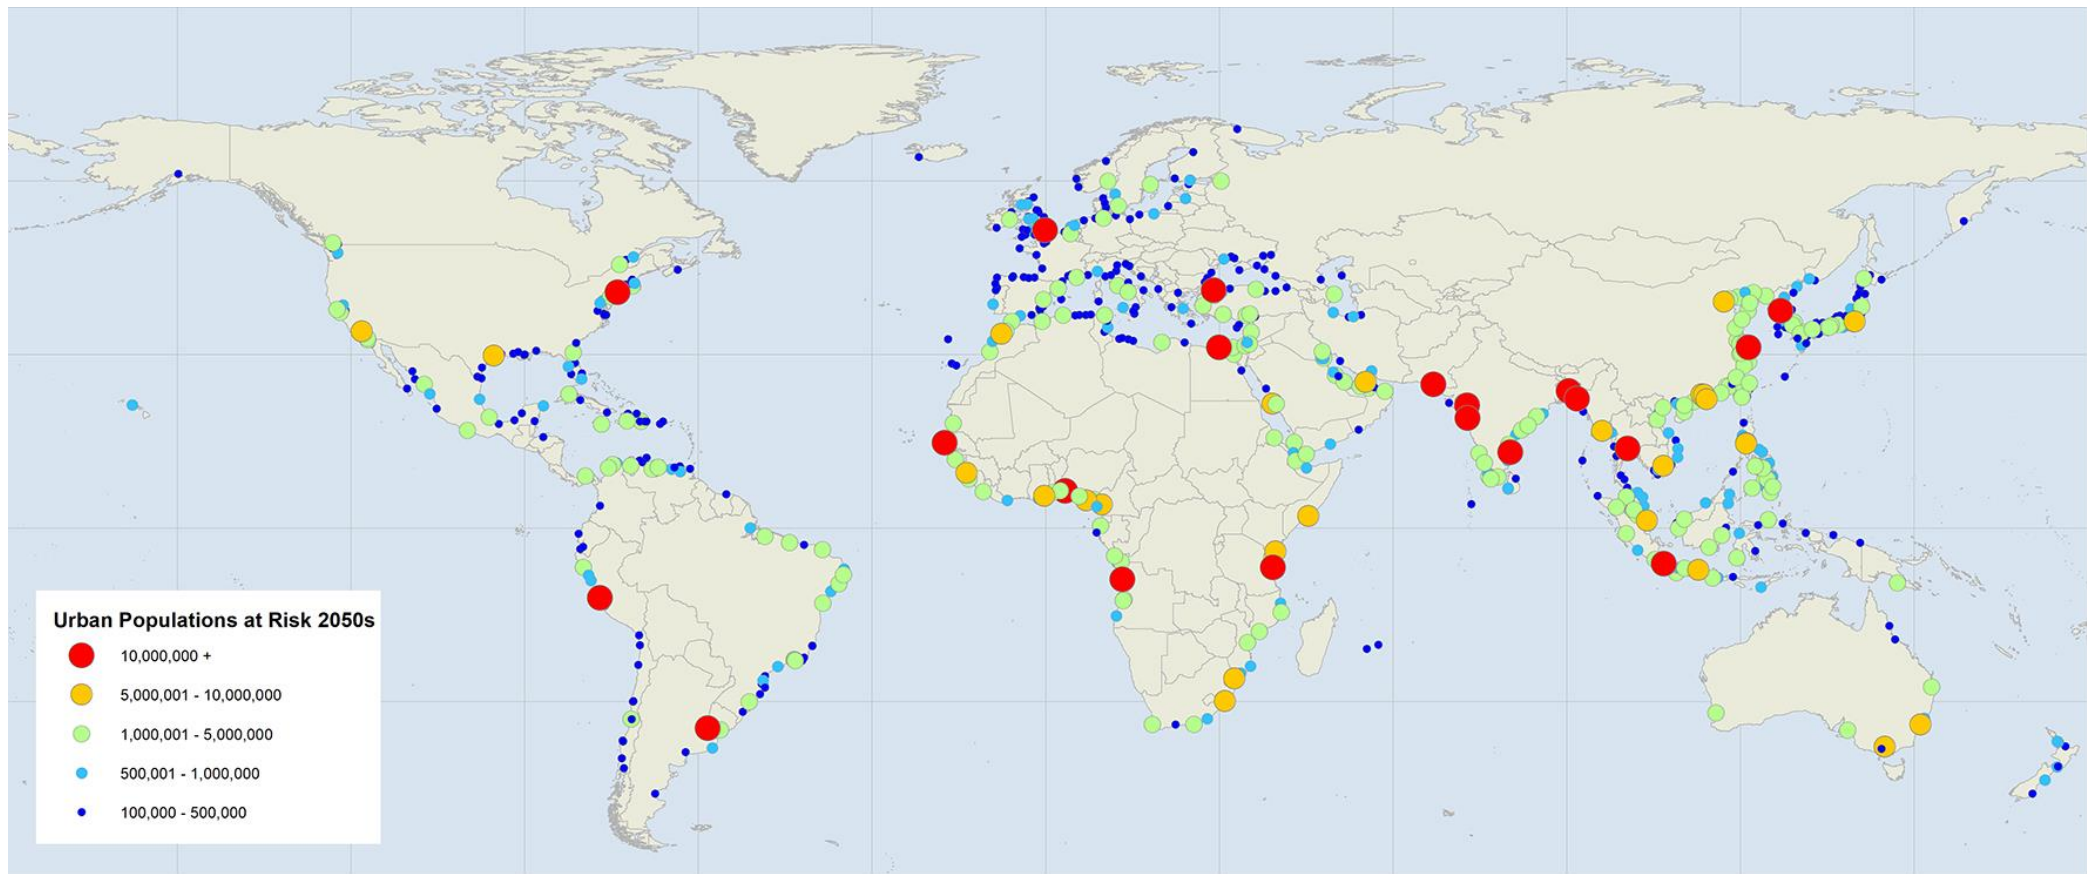 Urban Populations at Risk 2050s
10,000,000 +
5,000,001 - 10,000,000
1,000,001 - 5,000,000
500,001 - 1,000,000
100,000 - 500,000